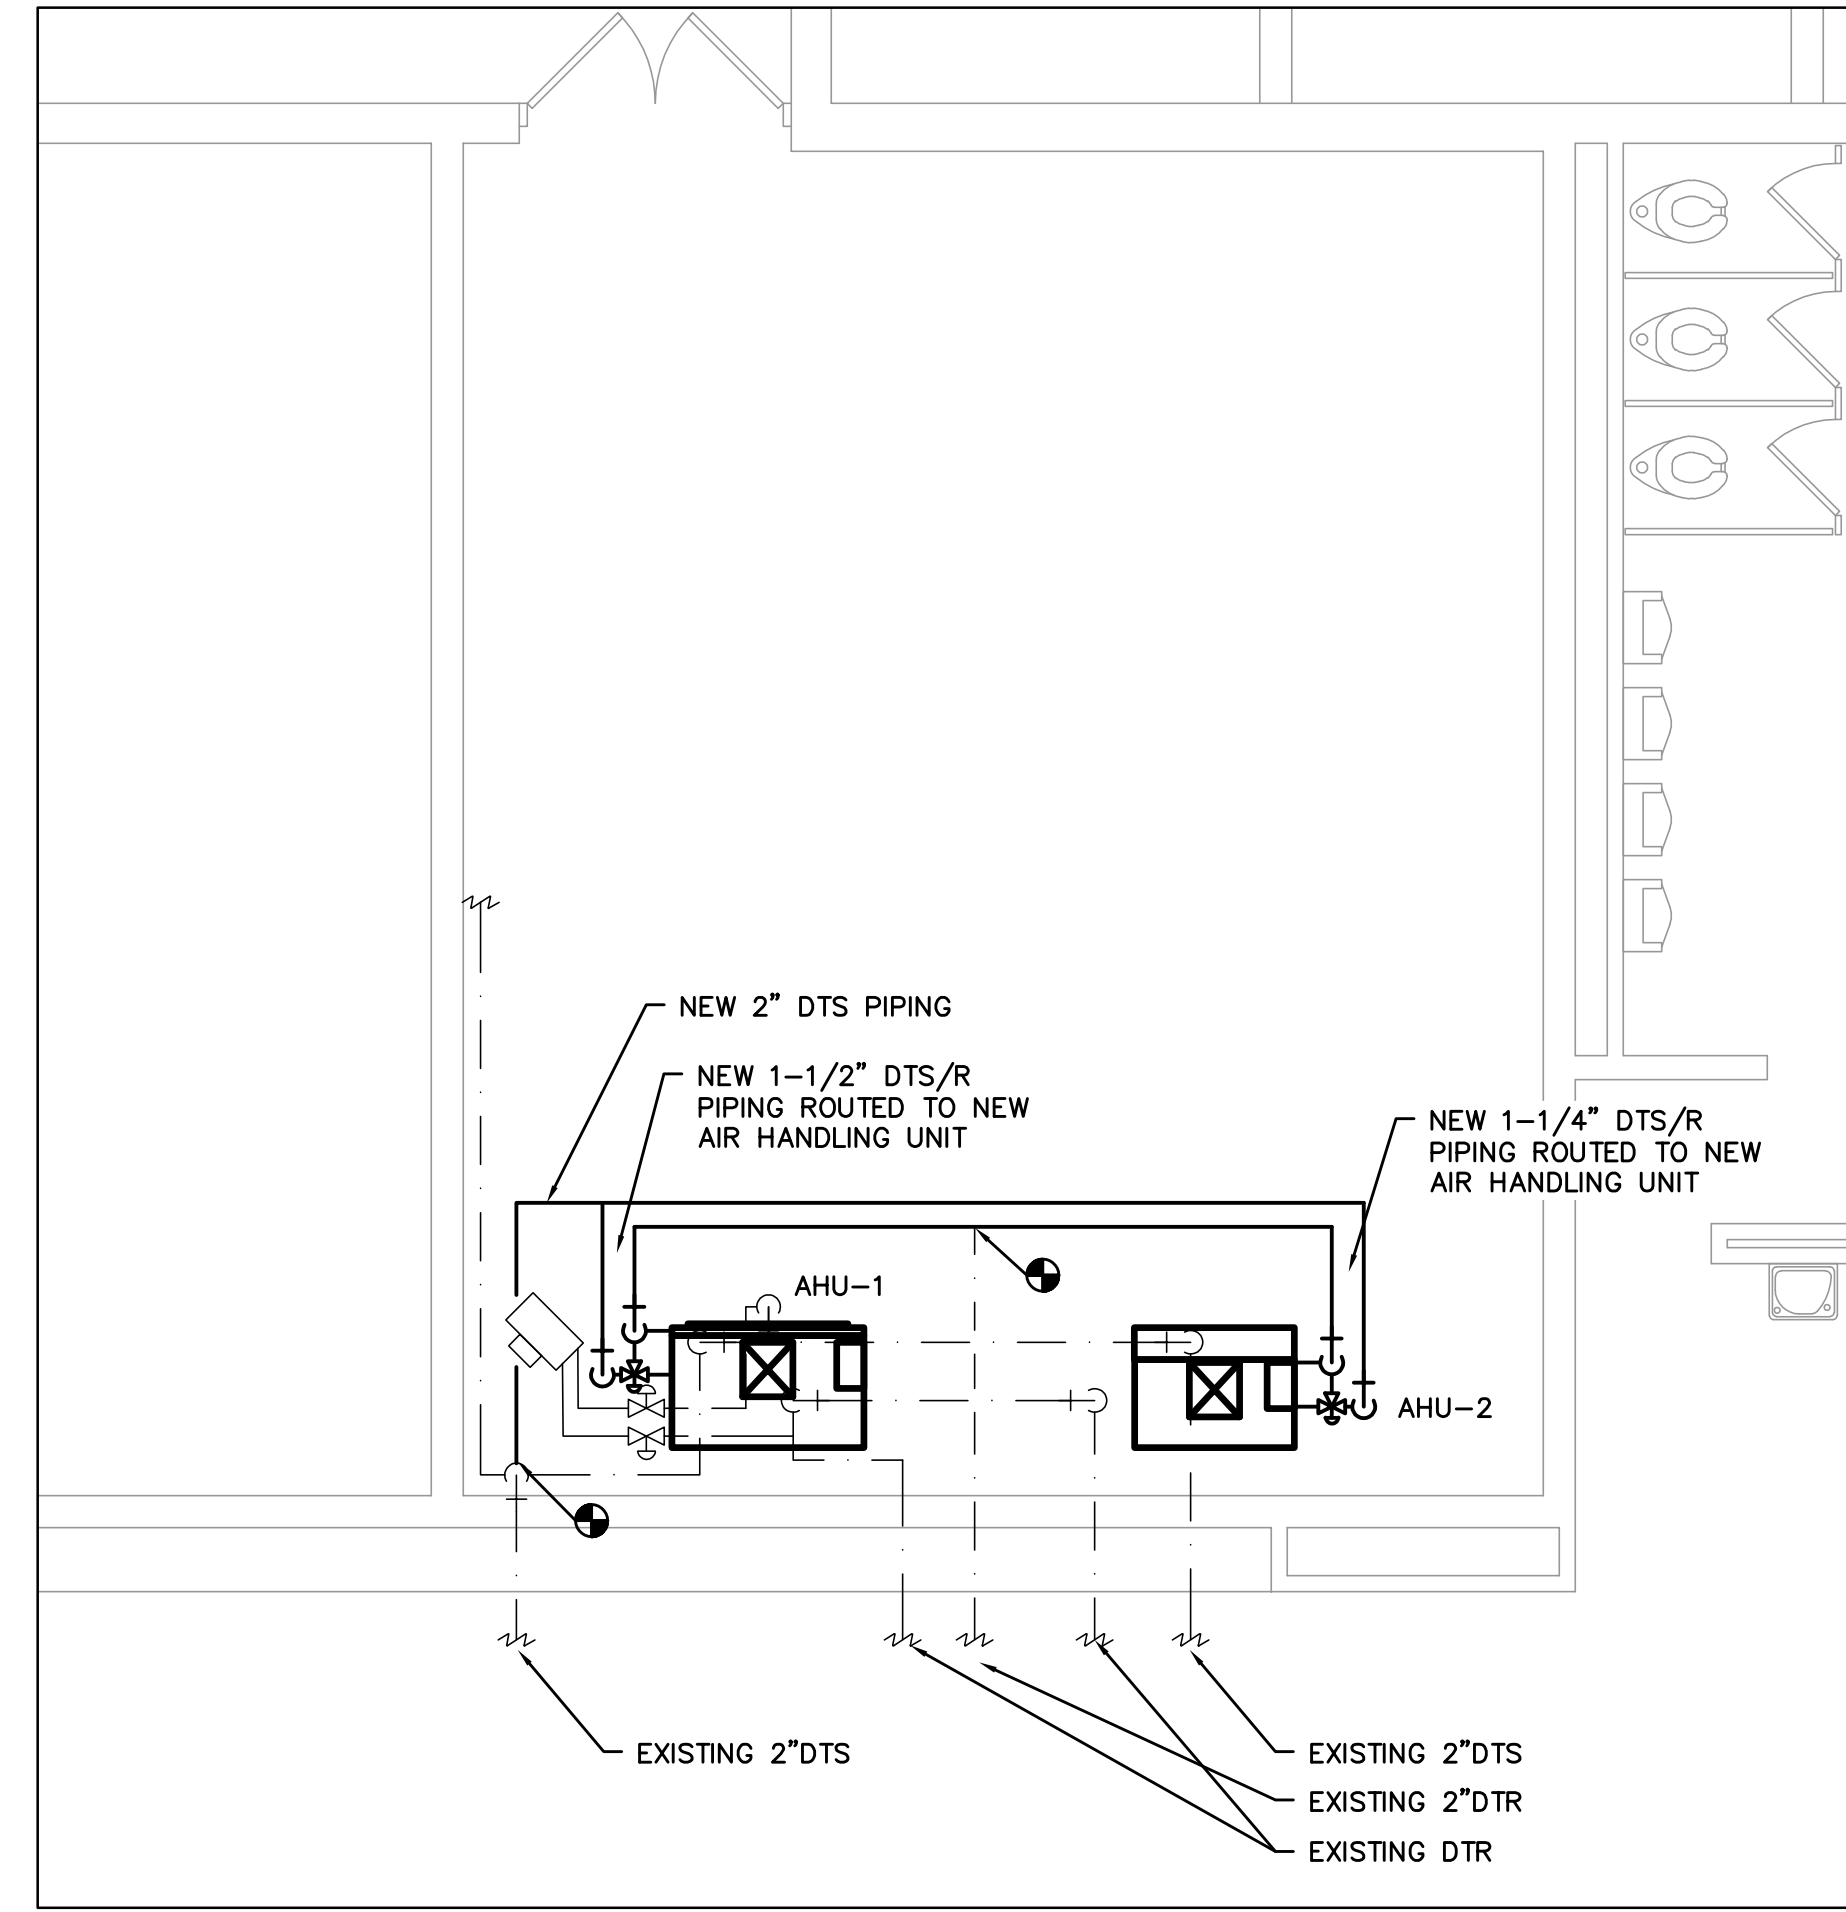 NEW 2” DTS PIPING
NEW 1-1/2” DTS/R
PIPING ROUTED TO NEW
AIR HANDLING UNIT
NEW 1-1/4” DTS/R
PIPING ROUTED TO NEW
AIR HANDLING UNIT
AHU-1
AHU-2
EXISTING 2”DTS
EXISTING 2”DTS
EXISTING 2”DTR
EXISTING DTR